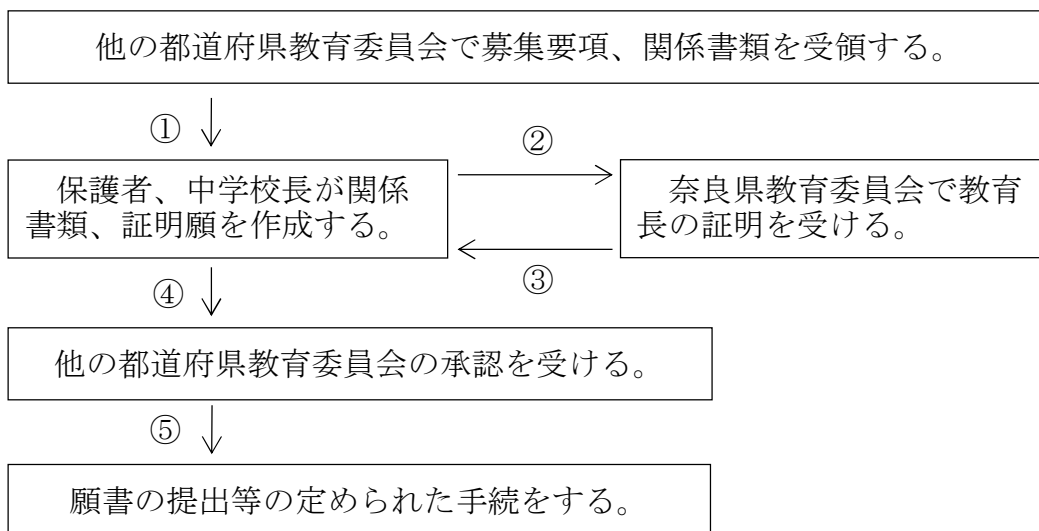 他の都道府県教育委員会で募集要項、関係書類を受領する。
①
②
保護者、中学校長が関係
書類、証明願を作成する。
奈良県教育委員会で教育
長の証明を受ける。
③
④
他の都道府県教育委員会の承認を受ける。
⑤
願書の提出等の定められた手続をする。